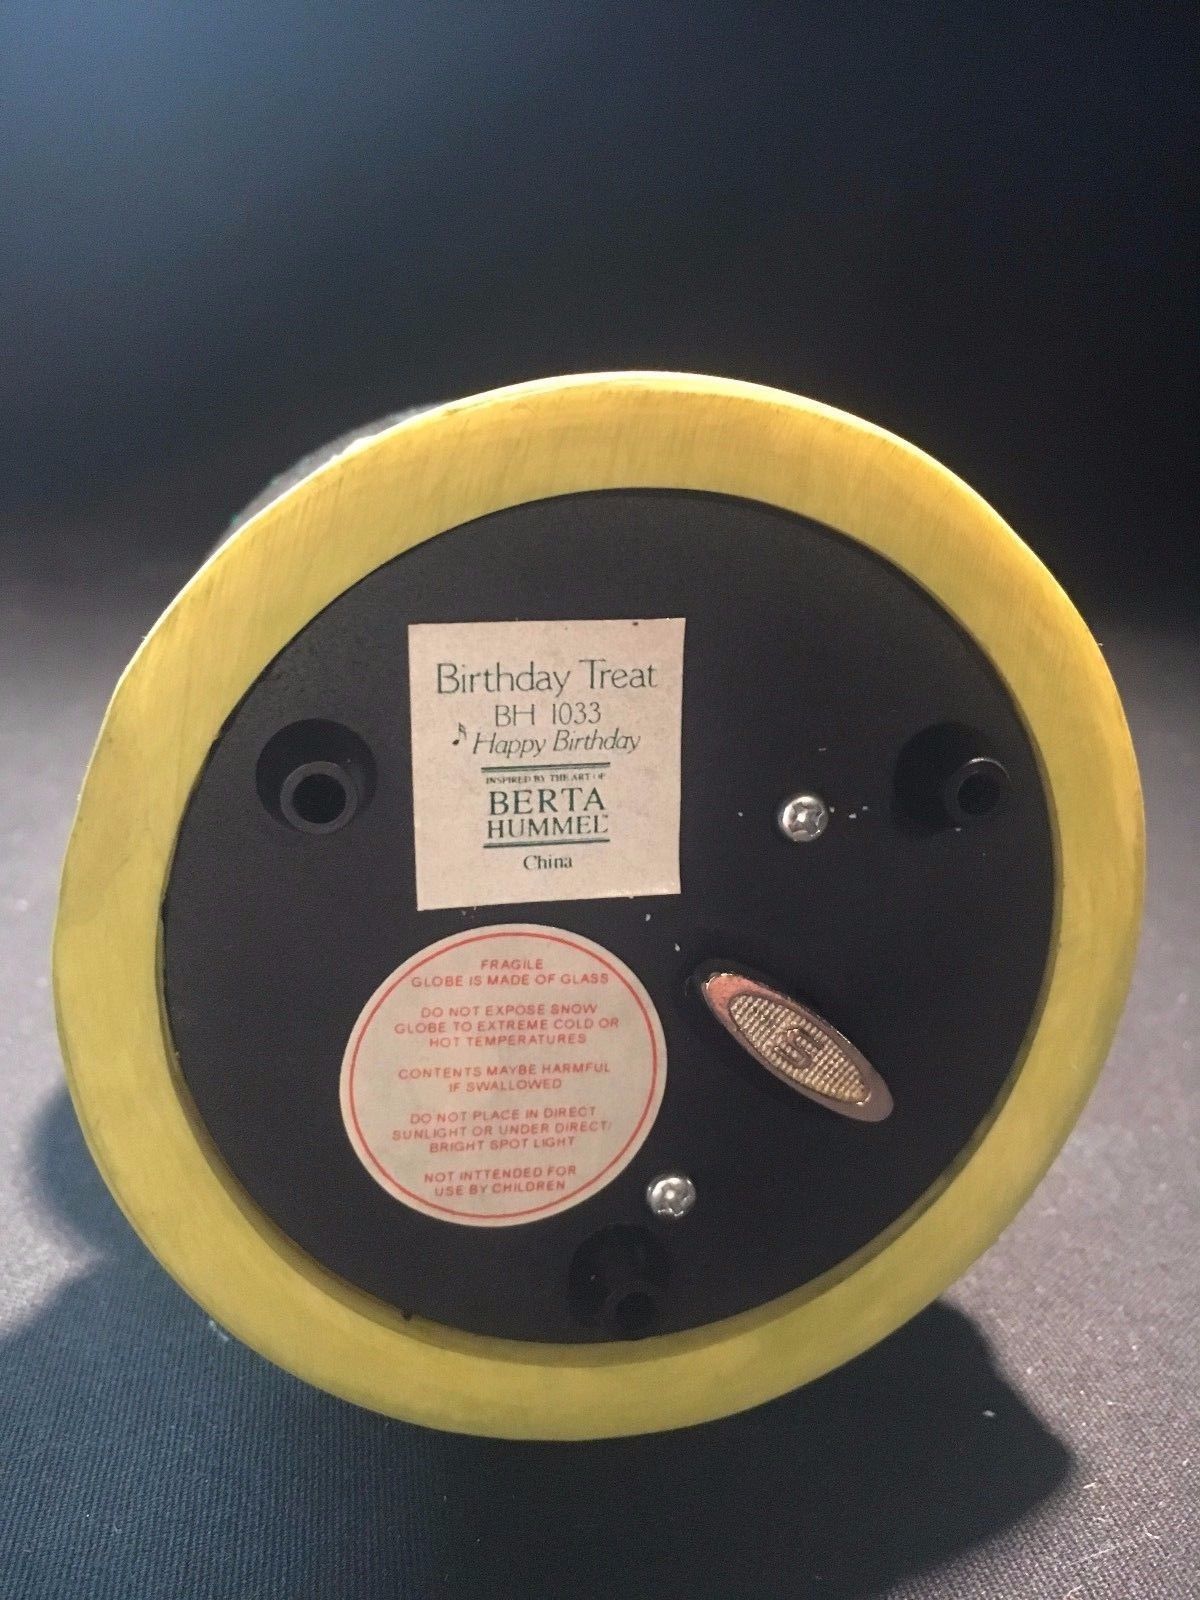 Birthday Treat
BH 1033
♪ Happy Birthday
INSPIRED BY THE ART OF
BERTA
HUMMEL™
China
FRAGILE
GLOBE IS MADE OF GLASS
DO NOT EXPOSE SNOW
GLOBE TO EXTREME COLD OR
HOT TEMPERATURES
CONTENTS MAYBE HARMFUL
IF SWALLOWED
DO NOT PLACE IN DIRECT
SUNLIGHT OR UNDER DIRECT/
BRIGHT SPOT LIGHT
NOT INTTENDED FOR
USE BY CHILDREN
S